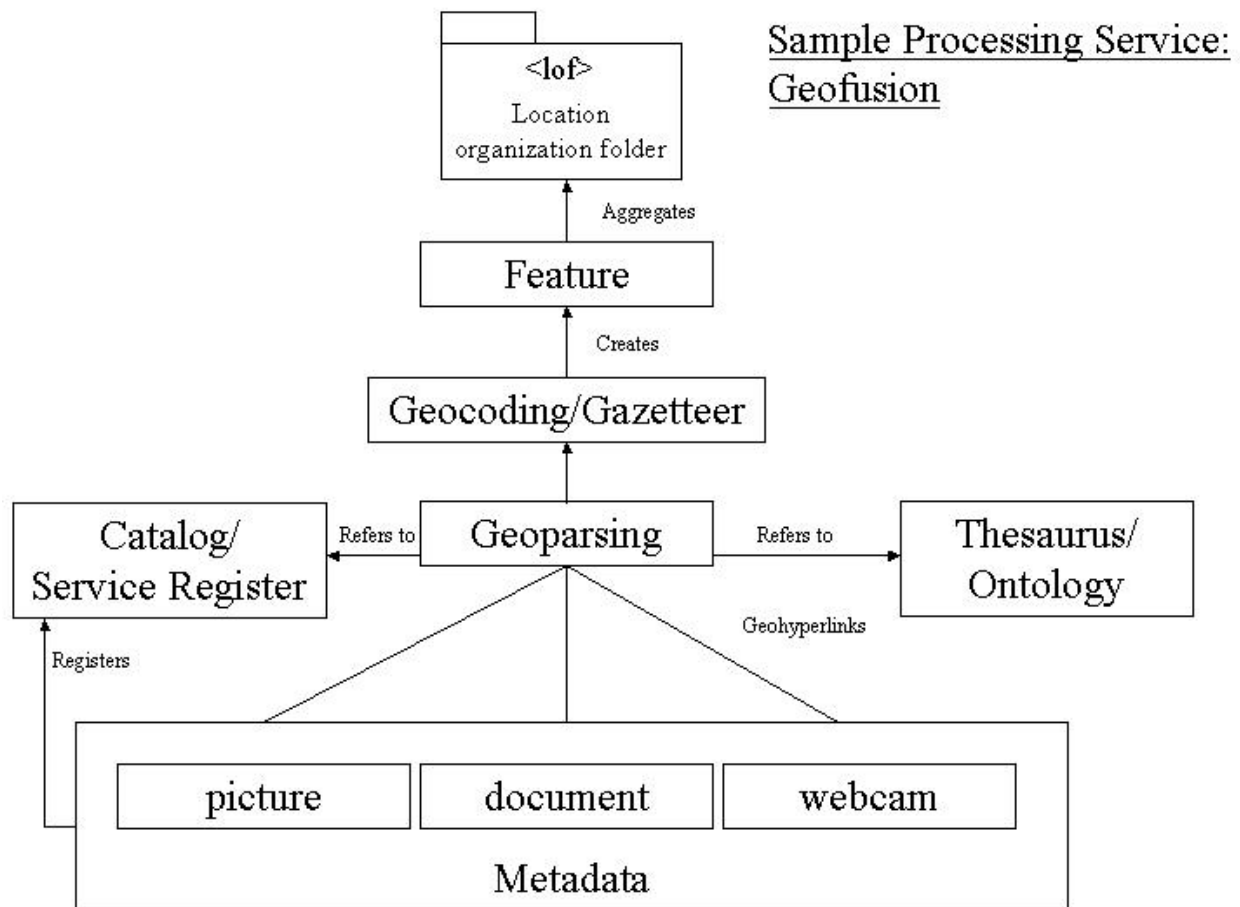 Sample Processing Service:
Geofusion
<lof>
Location
organization folder
Aggregates
Feature
Creates
Geocoding/Gazetteer
Catalog/
Service Register
Refers to
Geoparsing
Refers to
Thesaurus/
Ontology
Geohyperlinks
Registers
picture
document
webcam
Metadata